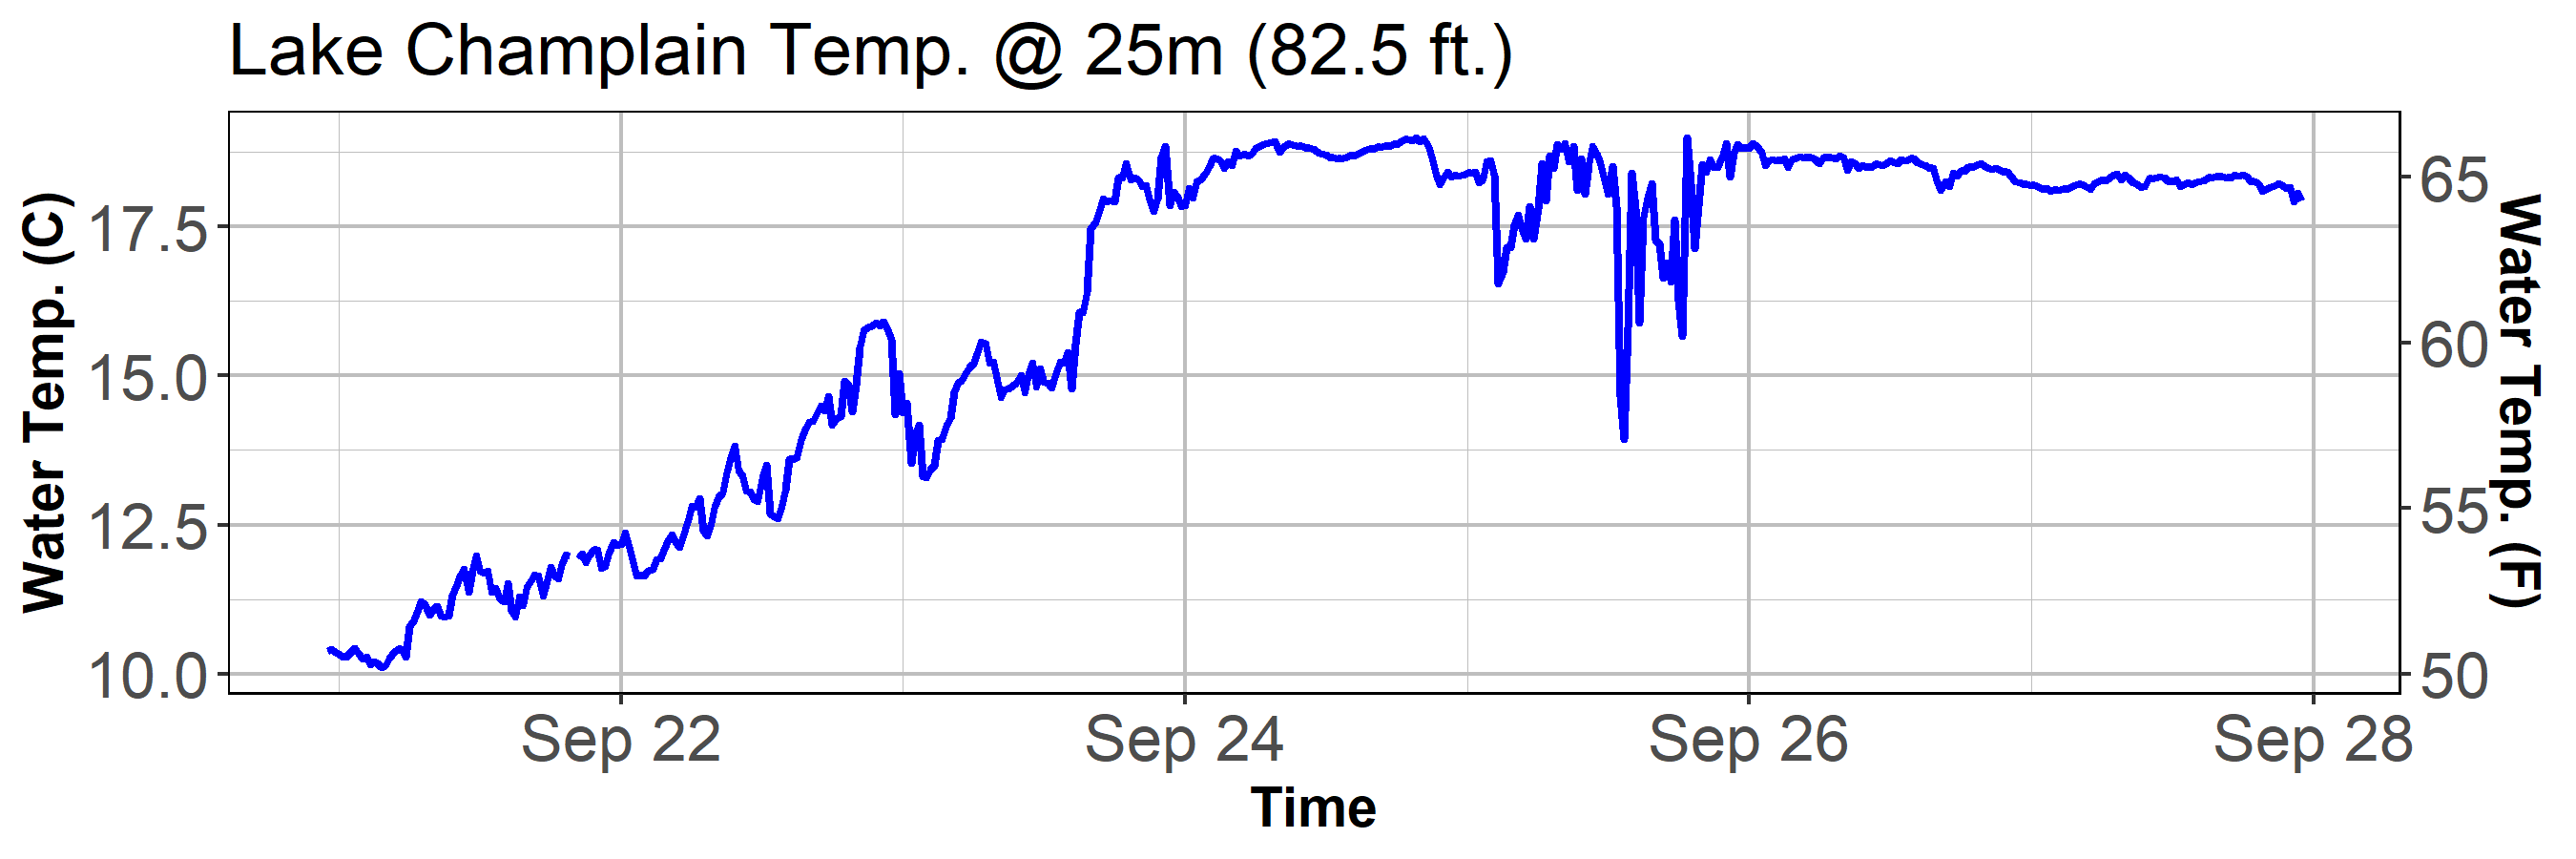 Lake Champlain Temp. @ 25m (82.5 ft.)
Water Temp. (C)
17.5
15.0
12.5
10.0
65
60
55
50
Water Temp. (F)
Sep 22 Sep 24 Sep 26 Sep 28
Time